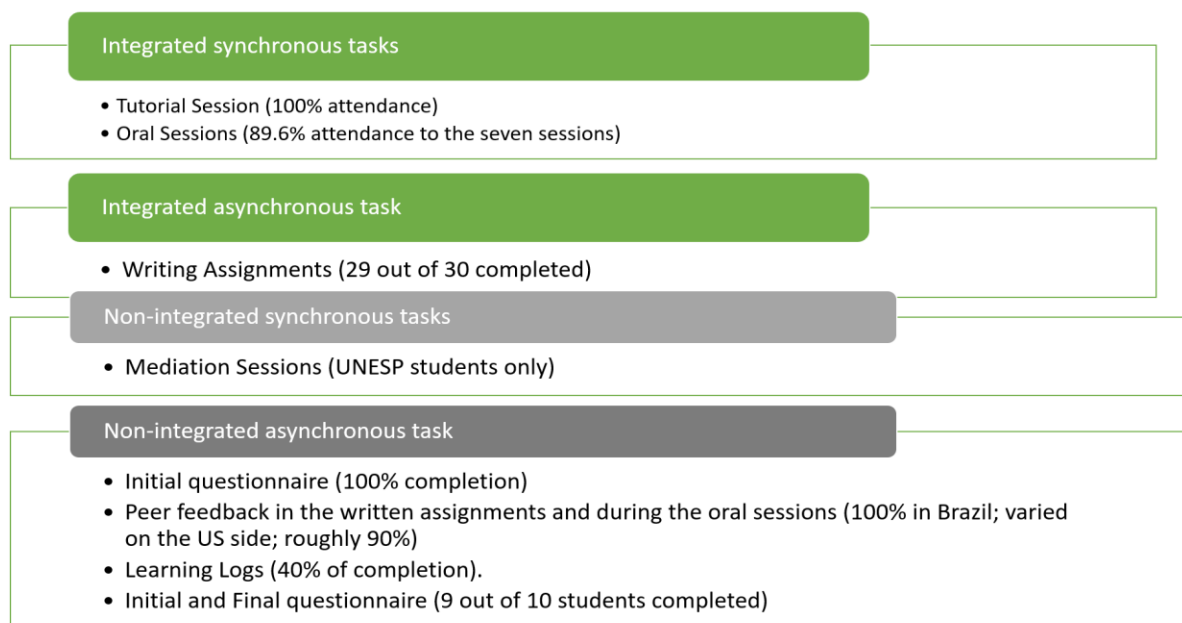 Integrated synchronous tasks
• Tutorial Session (100% attendance)
• Oral Sessions (89.6% attendance to the seven sessions)
Integrated asynchronous task
• Writing Assignments (29 out of 30 completed)
Non-integrated synchronous tasks
• Mediation Sessions (UNESP students only)
Non-integrated asynchronous task
• Initial questionnaire (100% completion)
• Peer feedback in the written assignments and during the oral sessions (100% in Brazil; varied
on the US side; roughly 90%)
• Learning Logs (40% of completion).
• Initial and Final questionnaire (9 out of 10 students completed)